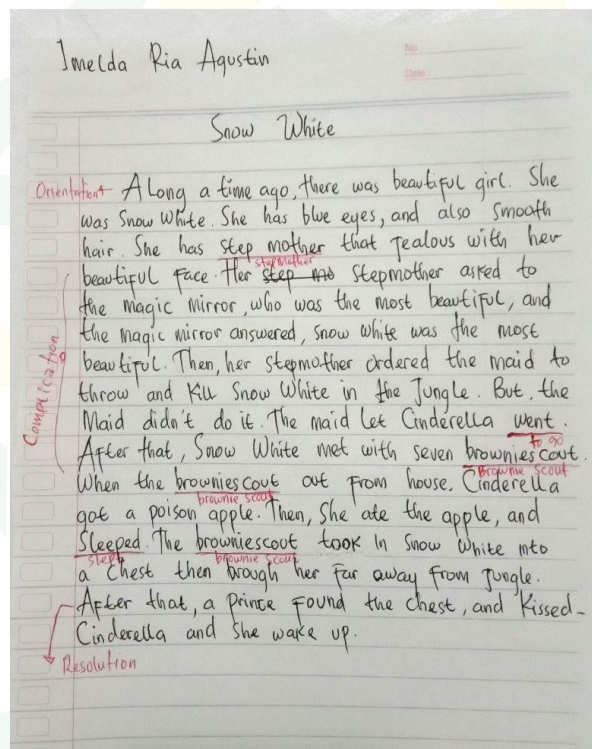 Imelda Ria Agustin
No
Date:
Snow White
Orientation
A Long a time ago, there was beautiful girl. She
was Snow White. She has blue eyes, and also smooth
hair. She has step mother that jealous with her
stepmother
beautiful face. Her step mo stepmother asked to
the magic mirror, who was the most beautiful, and
the magic mirror answered, snow white was the most
beautiful. Then, her stepmother ordered the maid to
throw and Kill Snow White in the Jungle. But, the
Maid didn't do it. The maid let Cinderella went.
to go
Complication
After that, Snow White met with seven browniescout.
Brownie Scout
When the browniescout out from house. Cinderella
brownie scout
got a poison apple. Then, She ate the apple, and
Sleeped. The browniescout took in Snow White into
slept
brownie scout
a Chest then brough her far away from jungle.
After that, a prince found the chest, and Kissed-
Cinderella and she wake up.
Resolution